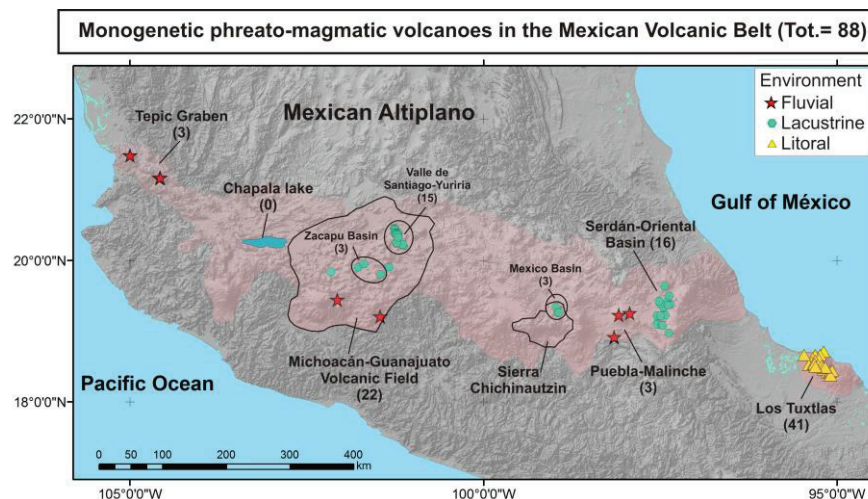 Monogenetic phreato-magmatic volcanoes in the Mexican Volcanic Belt (Tot.= 88)
Environment
Fluvial
Lacustrine
Litoral
22°0'0"N
20°0'0"N
18°0'0"N
Mexican Altiplano
Tepic Graben
(3)
Chapala lake
(0)
Valle de
Santiago-Yuriria
(15)
Zacapu Basin
(3)
Gulf of México
Serdán-Oriental
Basin (16)
Mexico Basin
(3)
Michoacán-Guanajuato
Volcanic Field
(22)
Sierra
Chichinautzin
Puebla-Malinche
(3)
Pacific Ocean
Los Tuxtlas
(41)
0 50 100 200 300 400
km
105°0'0"W 100°0'0"W 95°0'0"W